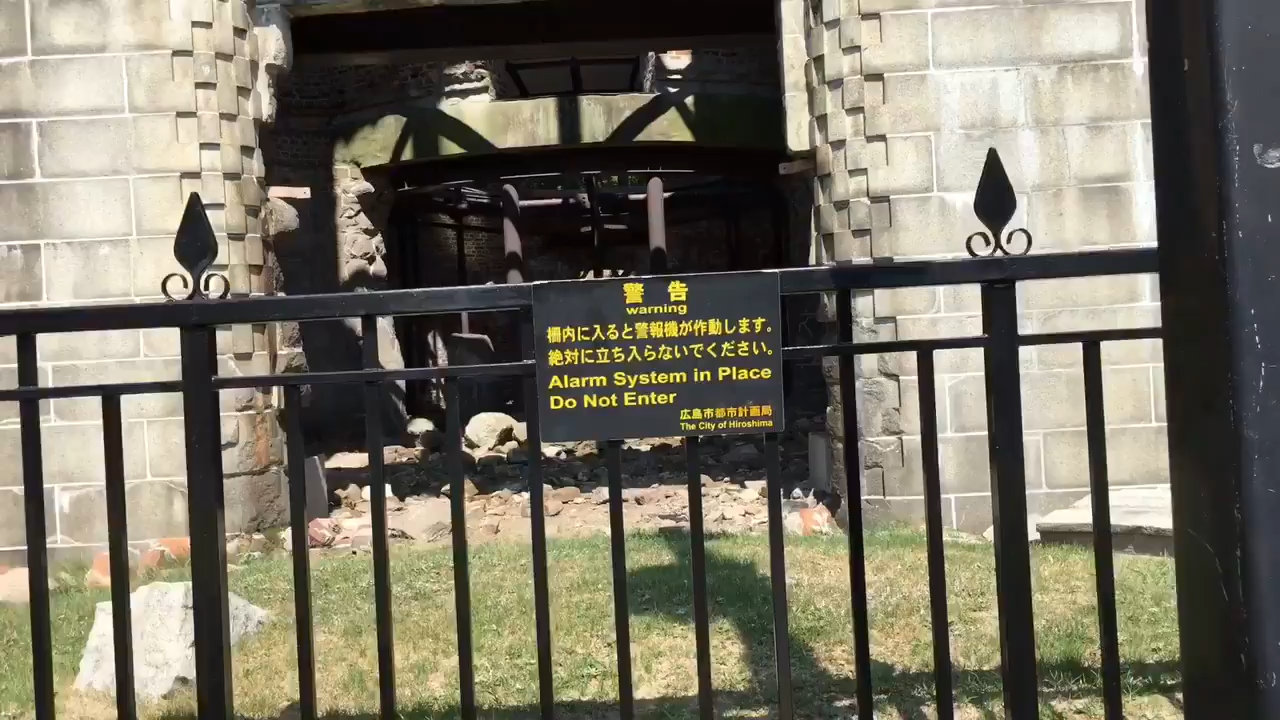 警告
warning
柵内に入ると警報機が作動します。
絶対に立ち入らないでください。
Alarm System in Place
Do Not Enter
広島市都市計画局
The City of Hiroshima